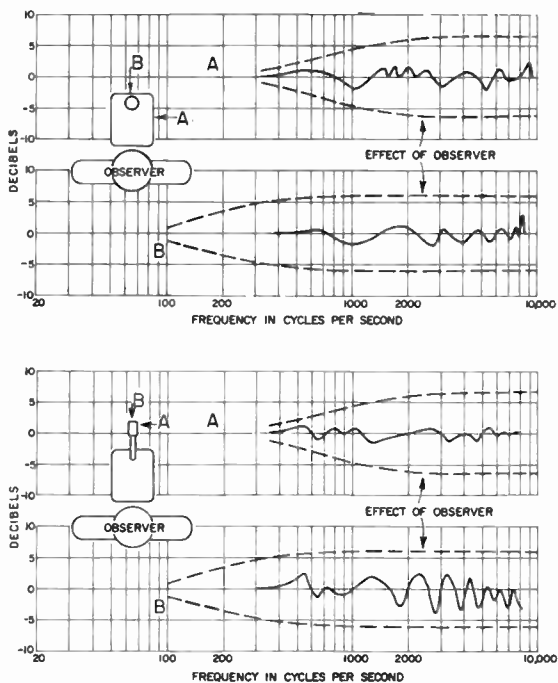 10
5
0
-5
-10
B
A
A
OBSERVER
EFFECT OF OBSERVER
DECIBELS
10
5
0
-5
-10
B
20
100
200
1000
2000
10,000
FREQUENCY IN CYCLES PER SECOND
10
5
0
-5
-10
B
A
A
OBSERVER
EFFECT OF OBSERVER
DECIBELS
10
5
0
-5
-10
B
20
100
200
1000
2000
10,000
FREQUENCY IN CYCLES PER SECOND